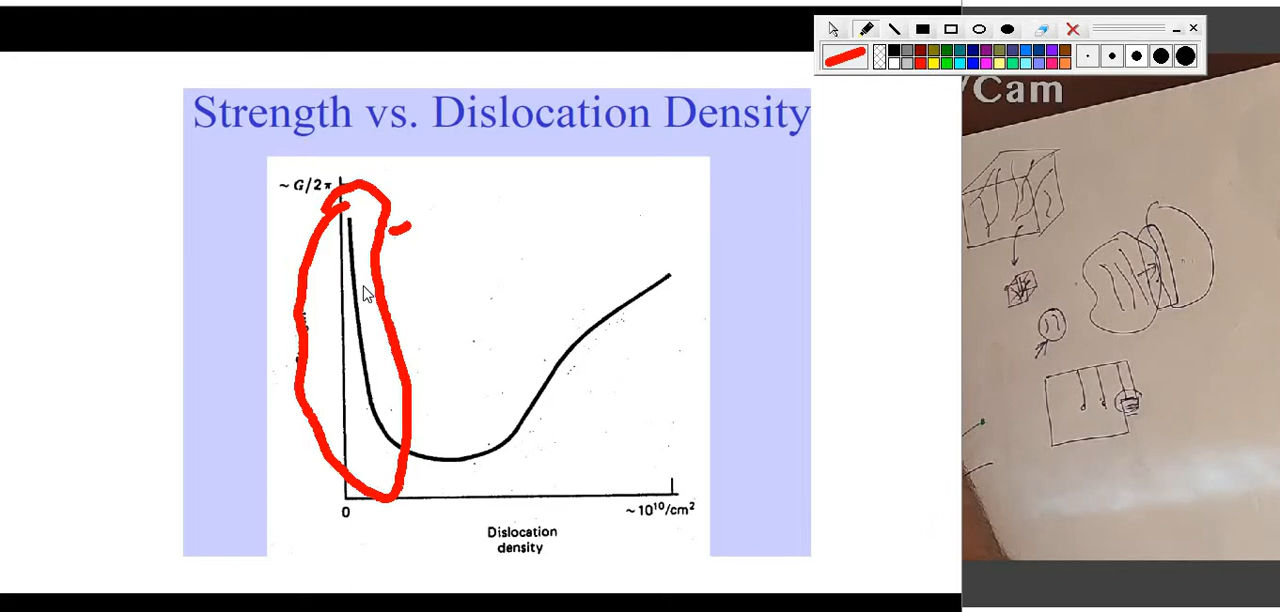 /Cam
Strength vs. Dislocation Density
~ G/2π
0
~ 10¹⁰/cm²
Dislocation
density